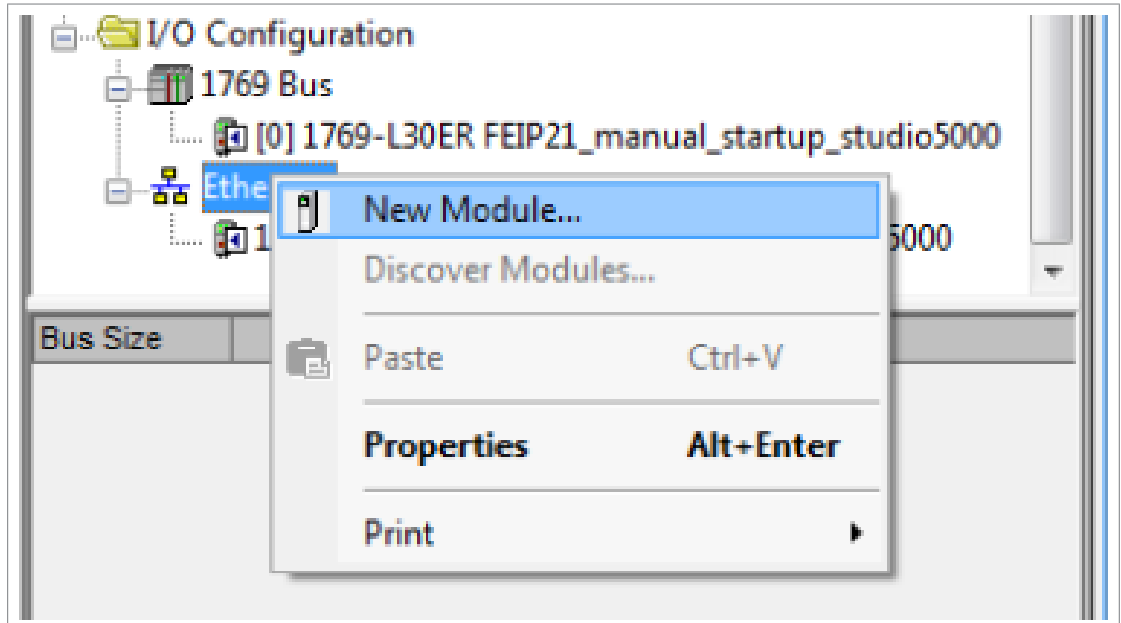 I/O Configuration
1769 Bus
[0] 1769-L30ER FEIP21_manual_startup_studio5000
Ethe
New Module...
1 5000
Discover Modules...
Bus Size
Paste Ctrl+V
Properties Alt+Enter
Print